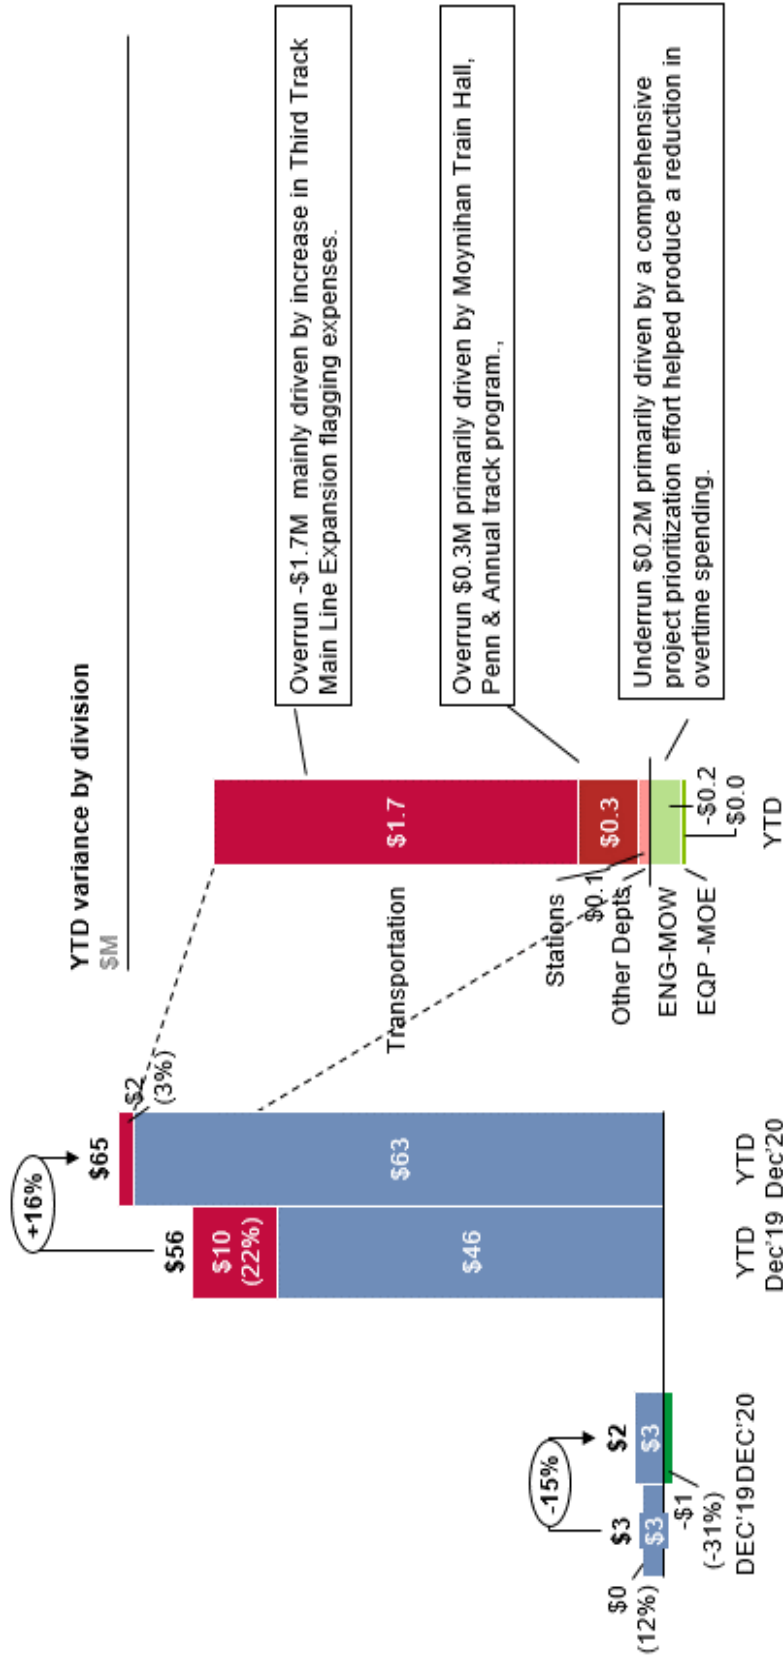 +16%
$65
$2
(3%)
$56
$10
(22%)
$63
$46
-15%
$3
$2
$0
(12%)
$3
$3
-$1
(-31%)
DEC'19
DEC'20
YTD
Dec'19
YTD
Dec'20
YTD variance by division
$M
Transportation
$1.7
Stations
$0.3
$0.1
Other Depts
ENG-MOW
-$0.2
EQP -MOE
-$0.0
YTD
Overrun -$1.7M mainly driven by increase in Third Track
Main Line Expansion flagging expenses.
Overrun $0.3M primarily driven by Moynihan Train Hall,
Penn & Annual track program.,
Underrun $0.2M primarily driven by a comprehensive
project prioritization effort helped produce a reduction in
overtime spending.